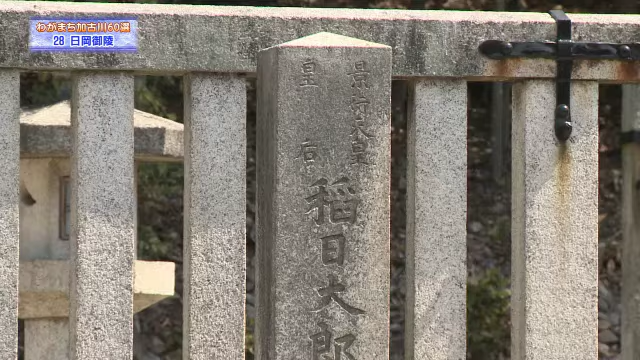 わがまち加古川60選
28 日岡御陵
景行天皇
皇后
稲日大郎